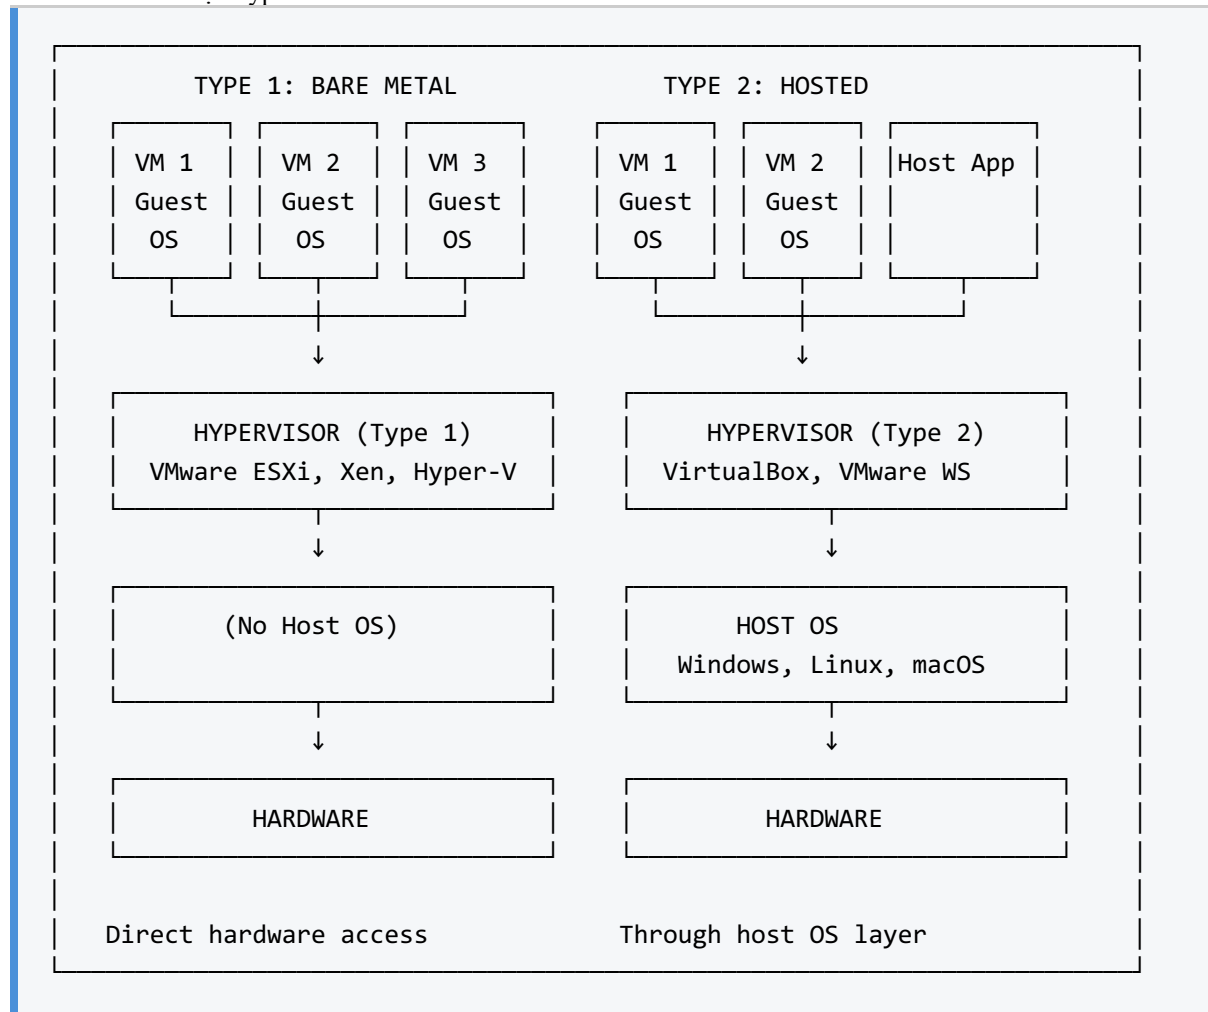 TYPE 1: BARE METAL TYPE 2: HOSTED
VM 1 VM 2 VM 3 VM 1 VM 2 Host App
Guest Guest Guest Guest Guest
OS OS OS OS OS
↓ ↓
HYPERVISOR (Type 1) HYPERVISOR (Type 2)
VMware ESXi, Xen, Hyper-V VirtualBox, VMware WS
↓ ↓
(No Host OS) HOST OS
Windows, Linux, macOS
↓ ↓
HARDWARE HARDWARE
Direct hardware access Through host OS layer